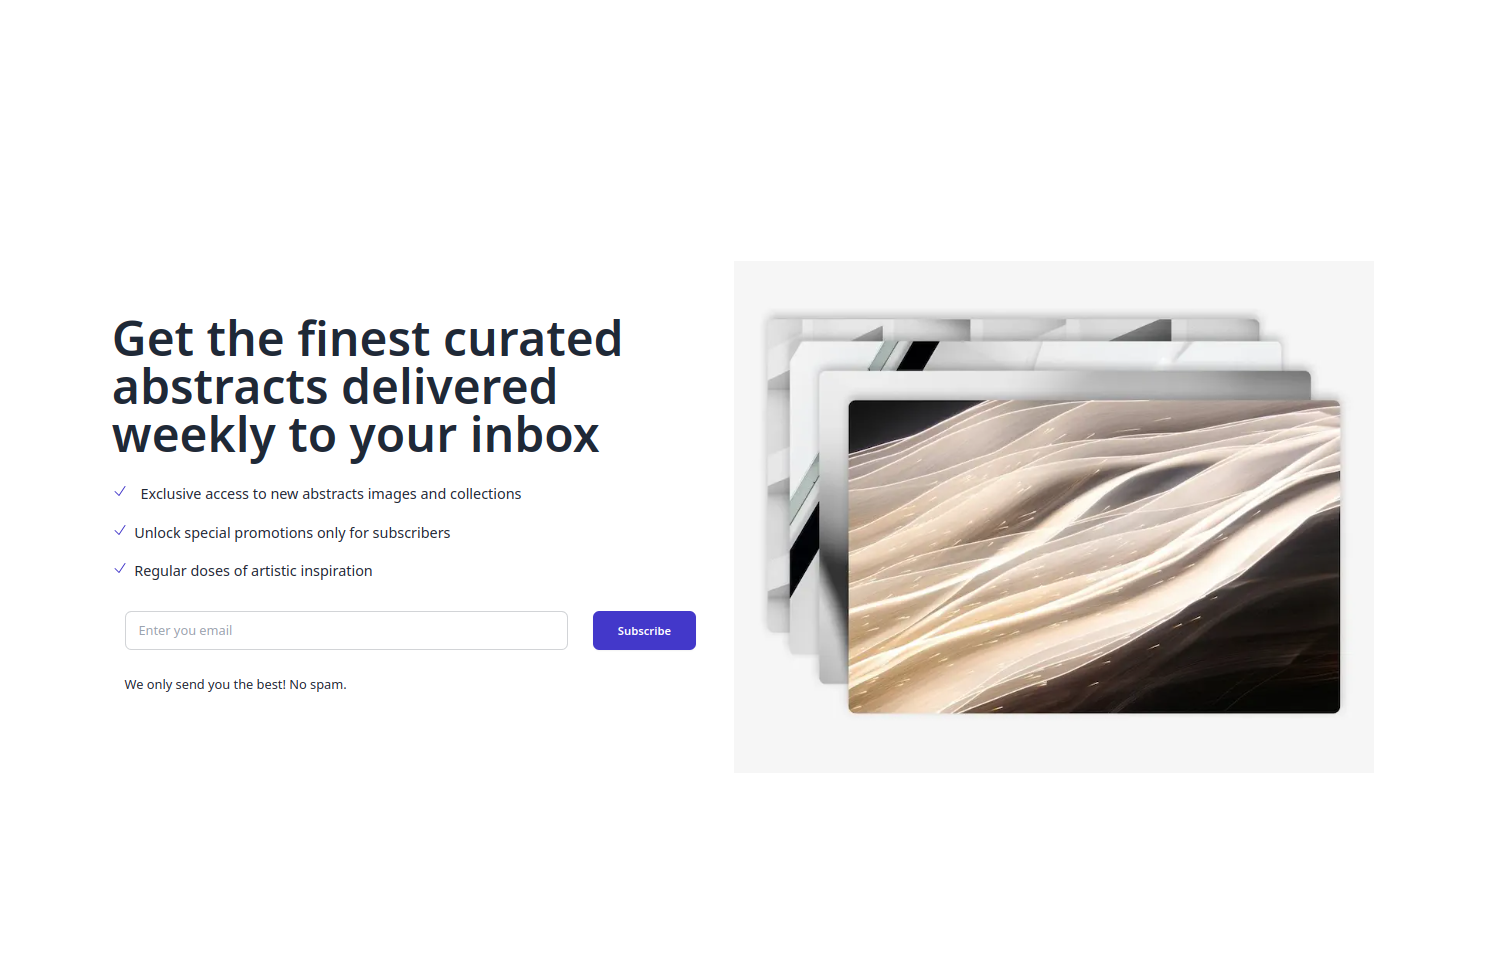 Get the finest curated
abstracts delivered
weekly to your inbox
Exclusive access to new abstracts images and collections
Unlock special promotions only for subscribers
Regular doses of artistic inspiration
Enter you email
Subscribe
We only send you the best! No spam.